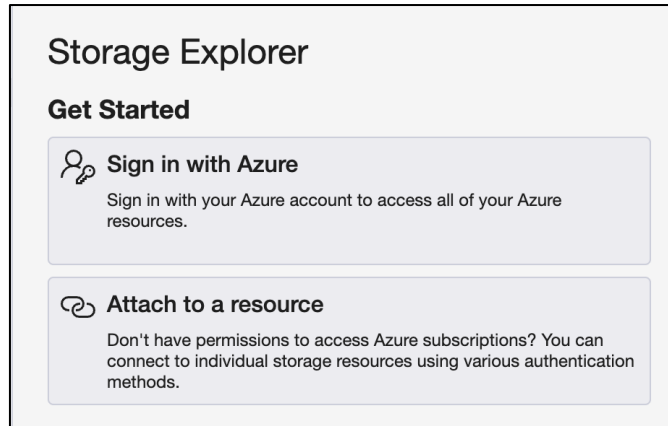 Storage Explorer
Get Started
Sign in with Azure
Sign in with your Azure account to access all of your Azure
resources.
Attach to a resource
Don't have permissions to access Azure subscriptions? You can
connect to individual storage resources using various authentication
methods.